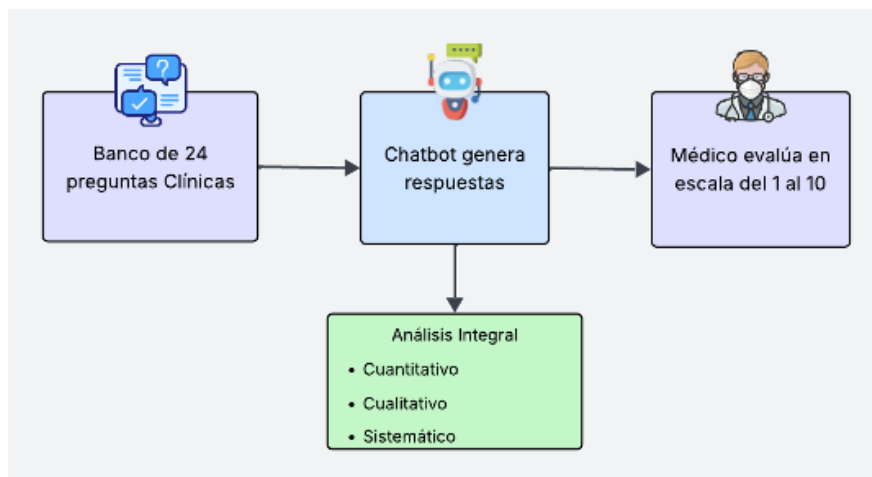 Banco de 24
preguntas Clínicas
Chatbot genera
respuestas
Médico evalúa en
escala del 1 al 10
Análisis Integral
• Cuantitativo
• Cualitativo
• Sistemático